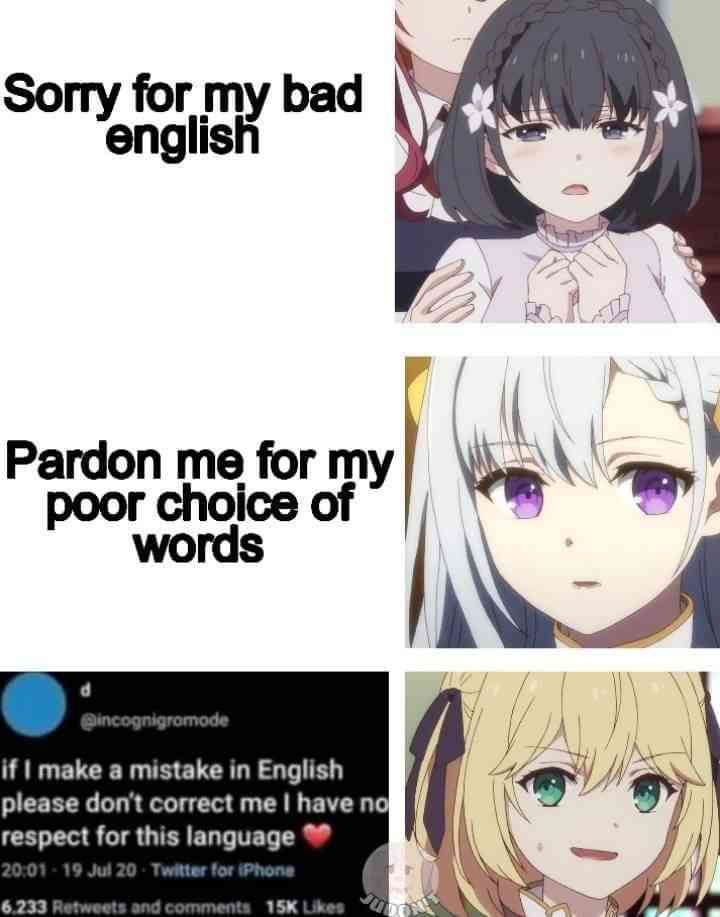 Sorry for my bad
english
Pardon me for my
poor choice of
words
d
@incognigromode
if I make a mistake in English
please don't correct me I have no
respect for this language ❤️
20:01 · 19 Jul 20 · Twitter for iPhone
6,233 Retweets and comments 15K Likes